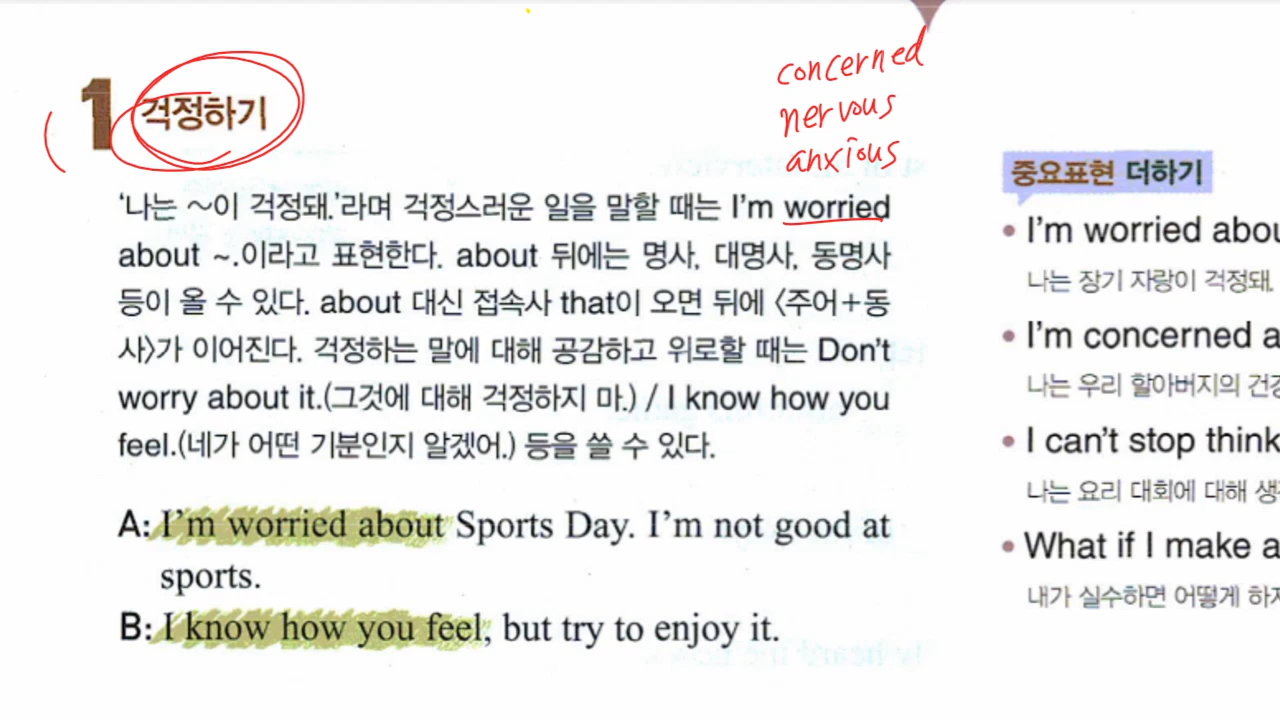 concerned
nervous
anxious
1 걱정하기
'나는 ~이 걱정돼.'라며 걱정스러운 일을 말할 때는 I'm worried
about ~.이라고 표현한다. about 뒤에는 명사, 대명사, 동명사
등이 올 수 있다. about 대신 접속사 that이 오면 뒤에 〈주어+동
사〉가 이어진다. 걱정하는 말에 대해 공감하고 위로할 때는 Don't
worry about it.(그것에 대해 걱정하지 마.) / I know how you
feel.(네가 어떤 기분인지 알겠어.) 등을 쓸 수 있다.
A: I'm worried about Sports Day. I'm not good at
sports.
B: I know how you feel, but try to enjoy it.
중요표현 더하기
• I'm worried abou
나는 장기 자랑이 걱정돼.
• I'm concerned a
나는 우리 할아버지의 건강
• I can't stop think
나는 요리 대회에 대해 생
• What if I make a
내가 실수하면 어떻게 하지